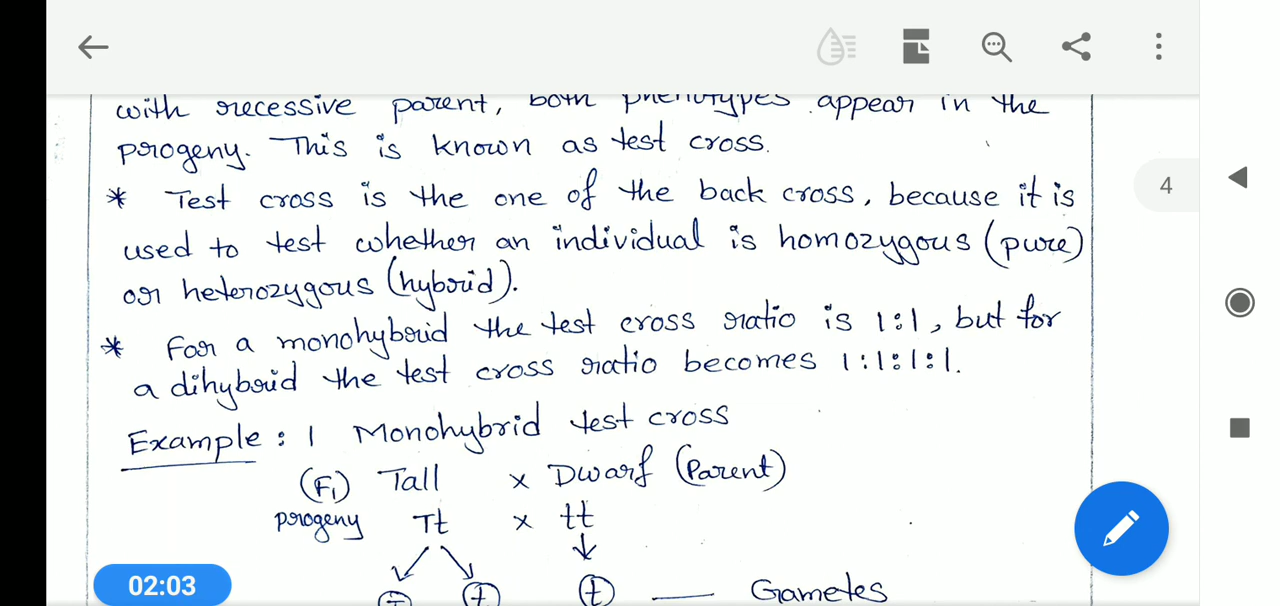 with recessive parent, both phenotypes appear in the
progeny. This is known as test cross.
* Test cross is the one of the back cross, because it is
used to test whether an individual is homozygous (pure)
or heterozygous (hybrid).
* For a monohybrid the test cross ratio is 1:1, but for
a dihybrid the test cross ratio becomes 1:1:1:1.
Example: 1 Monohybrid test cross
(F1) Tall x Dwarf (Parent)
progeny Tt x tt
t t Gametes
4
02:03